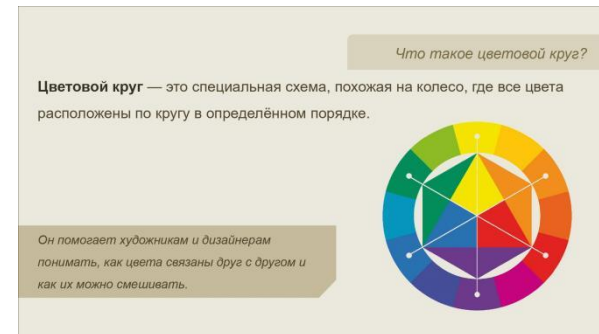 Что такое цветовой круг?
Цветовой круг — это специальная схема, похожая на колесо, где все цвета
расположены по кругу в определённом порядке.
Он помогает художникам и дизайнерам
понимать, как цвета связаны друг с другом и
как их можно смешивать.